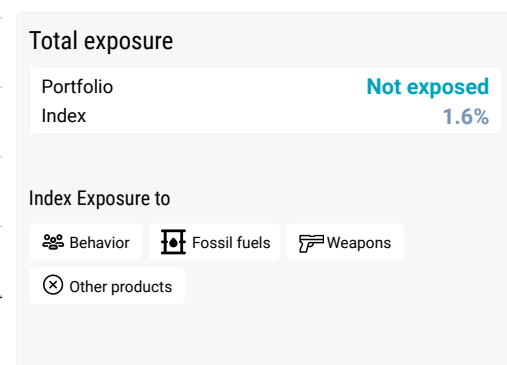 Total exposure
Portfolio Not exposed
Index 1.6%
Index Exposure to
Behavior Fossil fuels Weapons
Other products